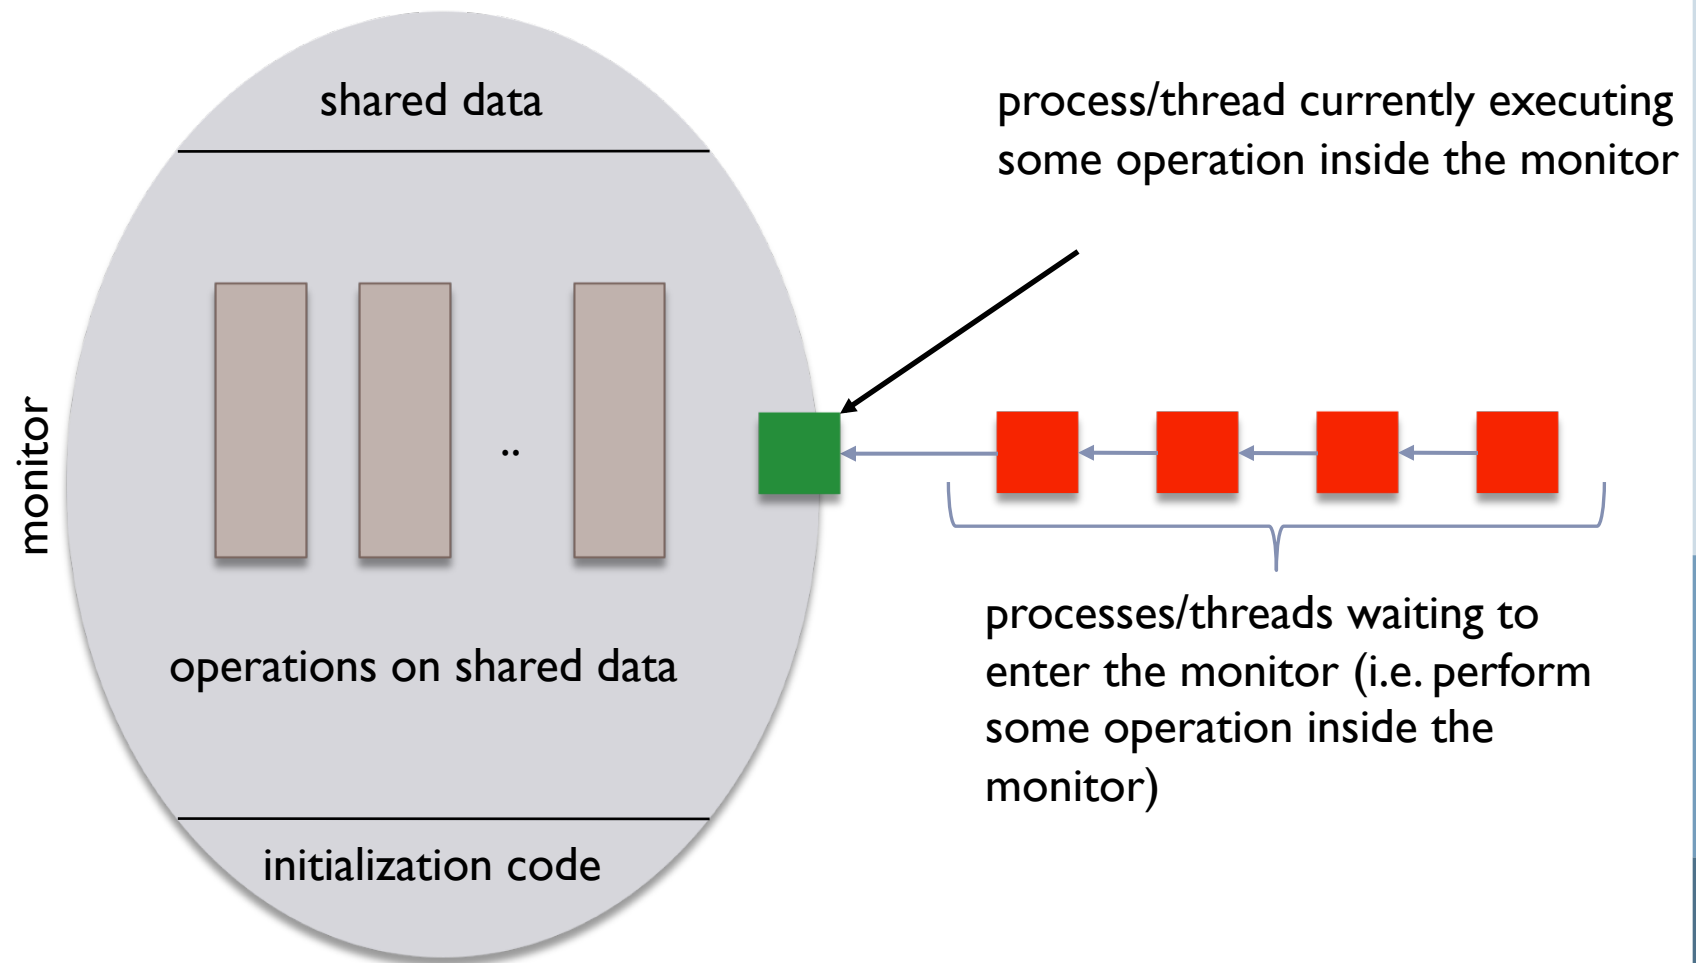 shared data
process/thread currently executing
some operation inside the monitor
monitor
..
operations on shared data
processes/threads waiting to
enter the monitor (i.e. perform
some operation inside the
monitor)
initialization code